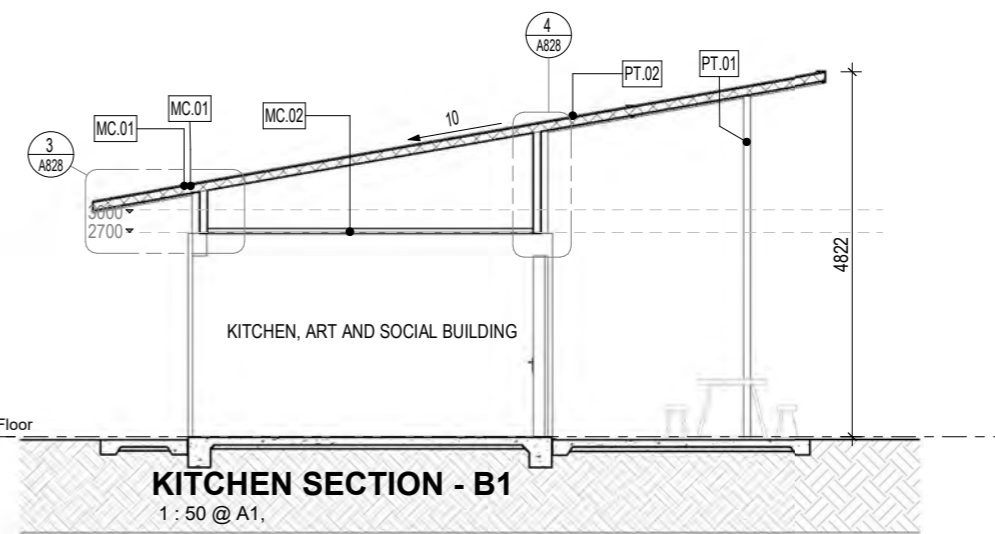 4
A828
PT.02
PT.01
MC.01
MC.01
MC.02
10
3
A828
3000
2700
4822
KITCHEN, ART AND SOCIAL BUILDING
Floor
KITCHEN SECTION - B1
1 : 50 @ A1,